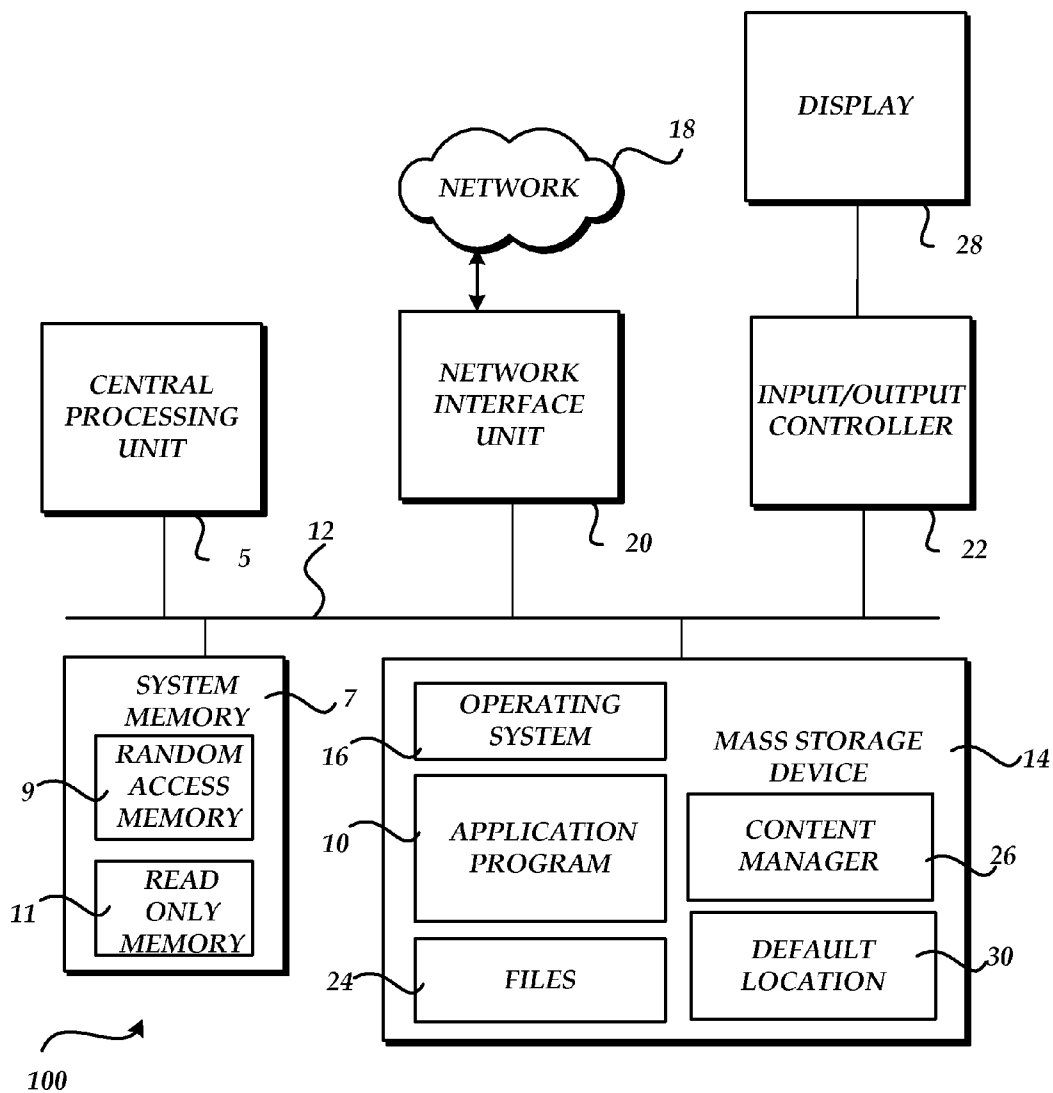 DISPLAY
28
18
NETWORK
CENTRAL
PROCESSING
UNIT
5
NETWORK
INTERFACE
UNIT
20
INPUT/OUTPUT
CONTROLLER
22
12
SYSTEM
MEMORY
7
RANDOM
ACCESS
MEMORY
9
READ
ONLY
MEMORY
11
OPERATING
SYSTEM
16
MASS STORAGE
DEVICE
14
APPLICATION
PROGRAM
10
CONTENT
MANAGER
26
FILES
24
DEFAULT
LOCATION
30
100